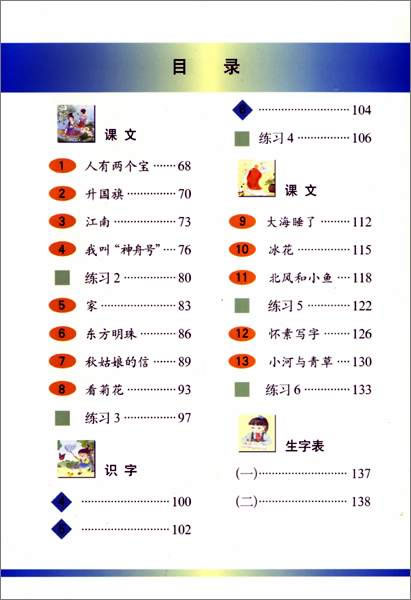 目 录
课文
1 人有两个宝………68
2 升国旗……………70
3 江南………………73
4 我叫“神舟号”…76
练习2………………80
5 家…………………83
6 东方明珠…………86
7 秋姑娘的信………89
8 看菊花……………93
练习3………………97
识字
4 …………………100
5 …………………102
6 …………………104
练习4………………106
课文
9 大海睡了…………112
10 冰花……………115
11 北风和小鱼……118
练习5………………122
12 怀素写字………126
13 小河与青草……130
练习6………………133
生字表
(一)…………………137
(二)…………………138